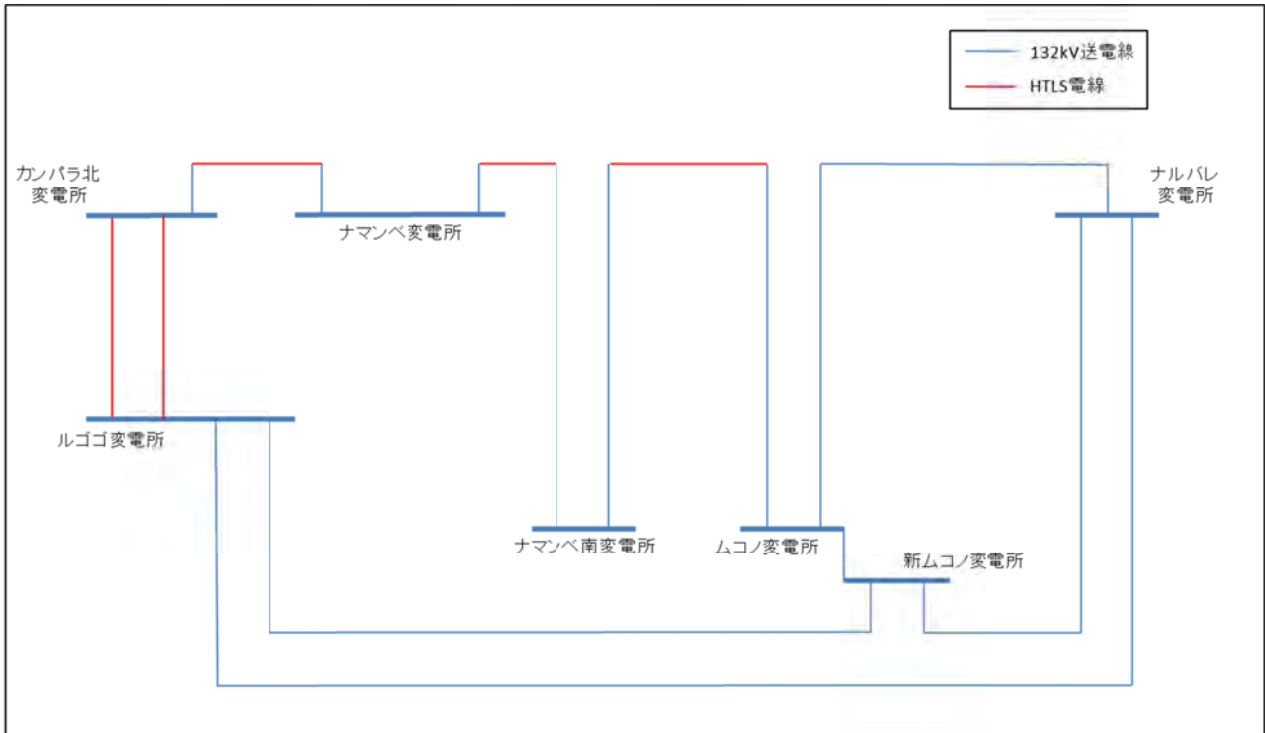 132kV送電線
HTLS電線
カンパラ北
変電所
ナルバレ
変電所
ナマンベ変電所
ルゴゴ変電所
ナマンベ南変電所
ムコノ変電所
新ムコノ変電所